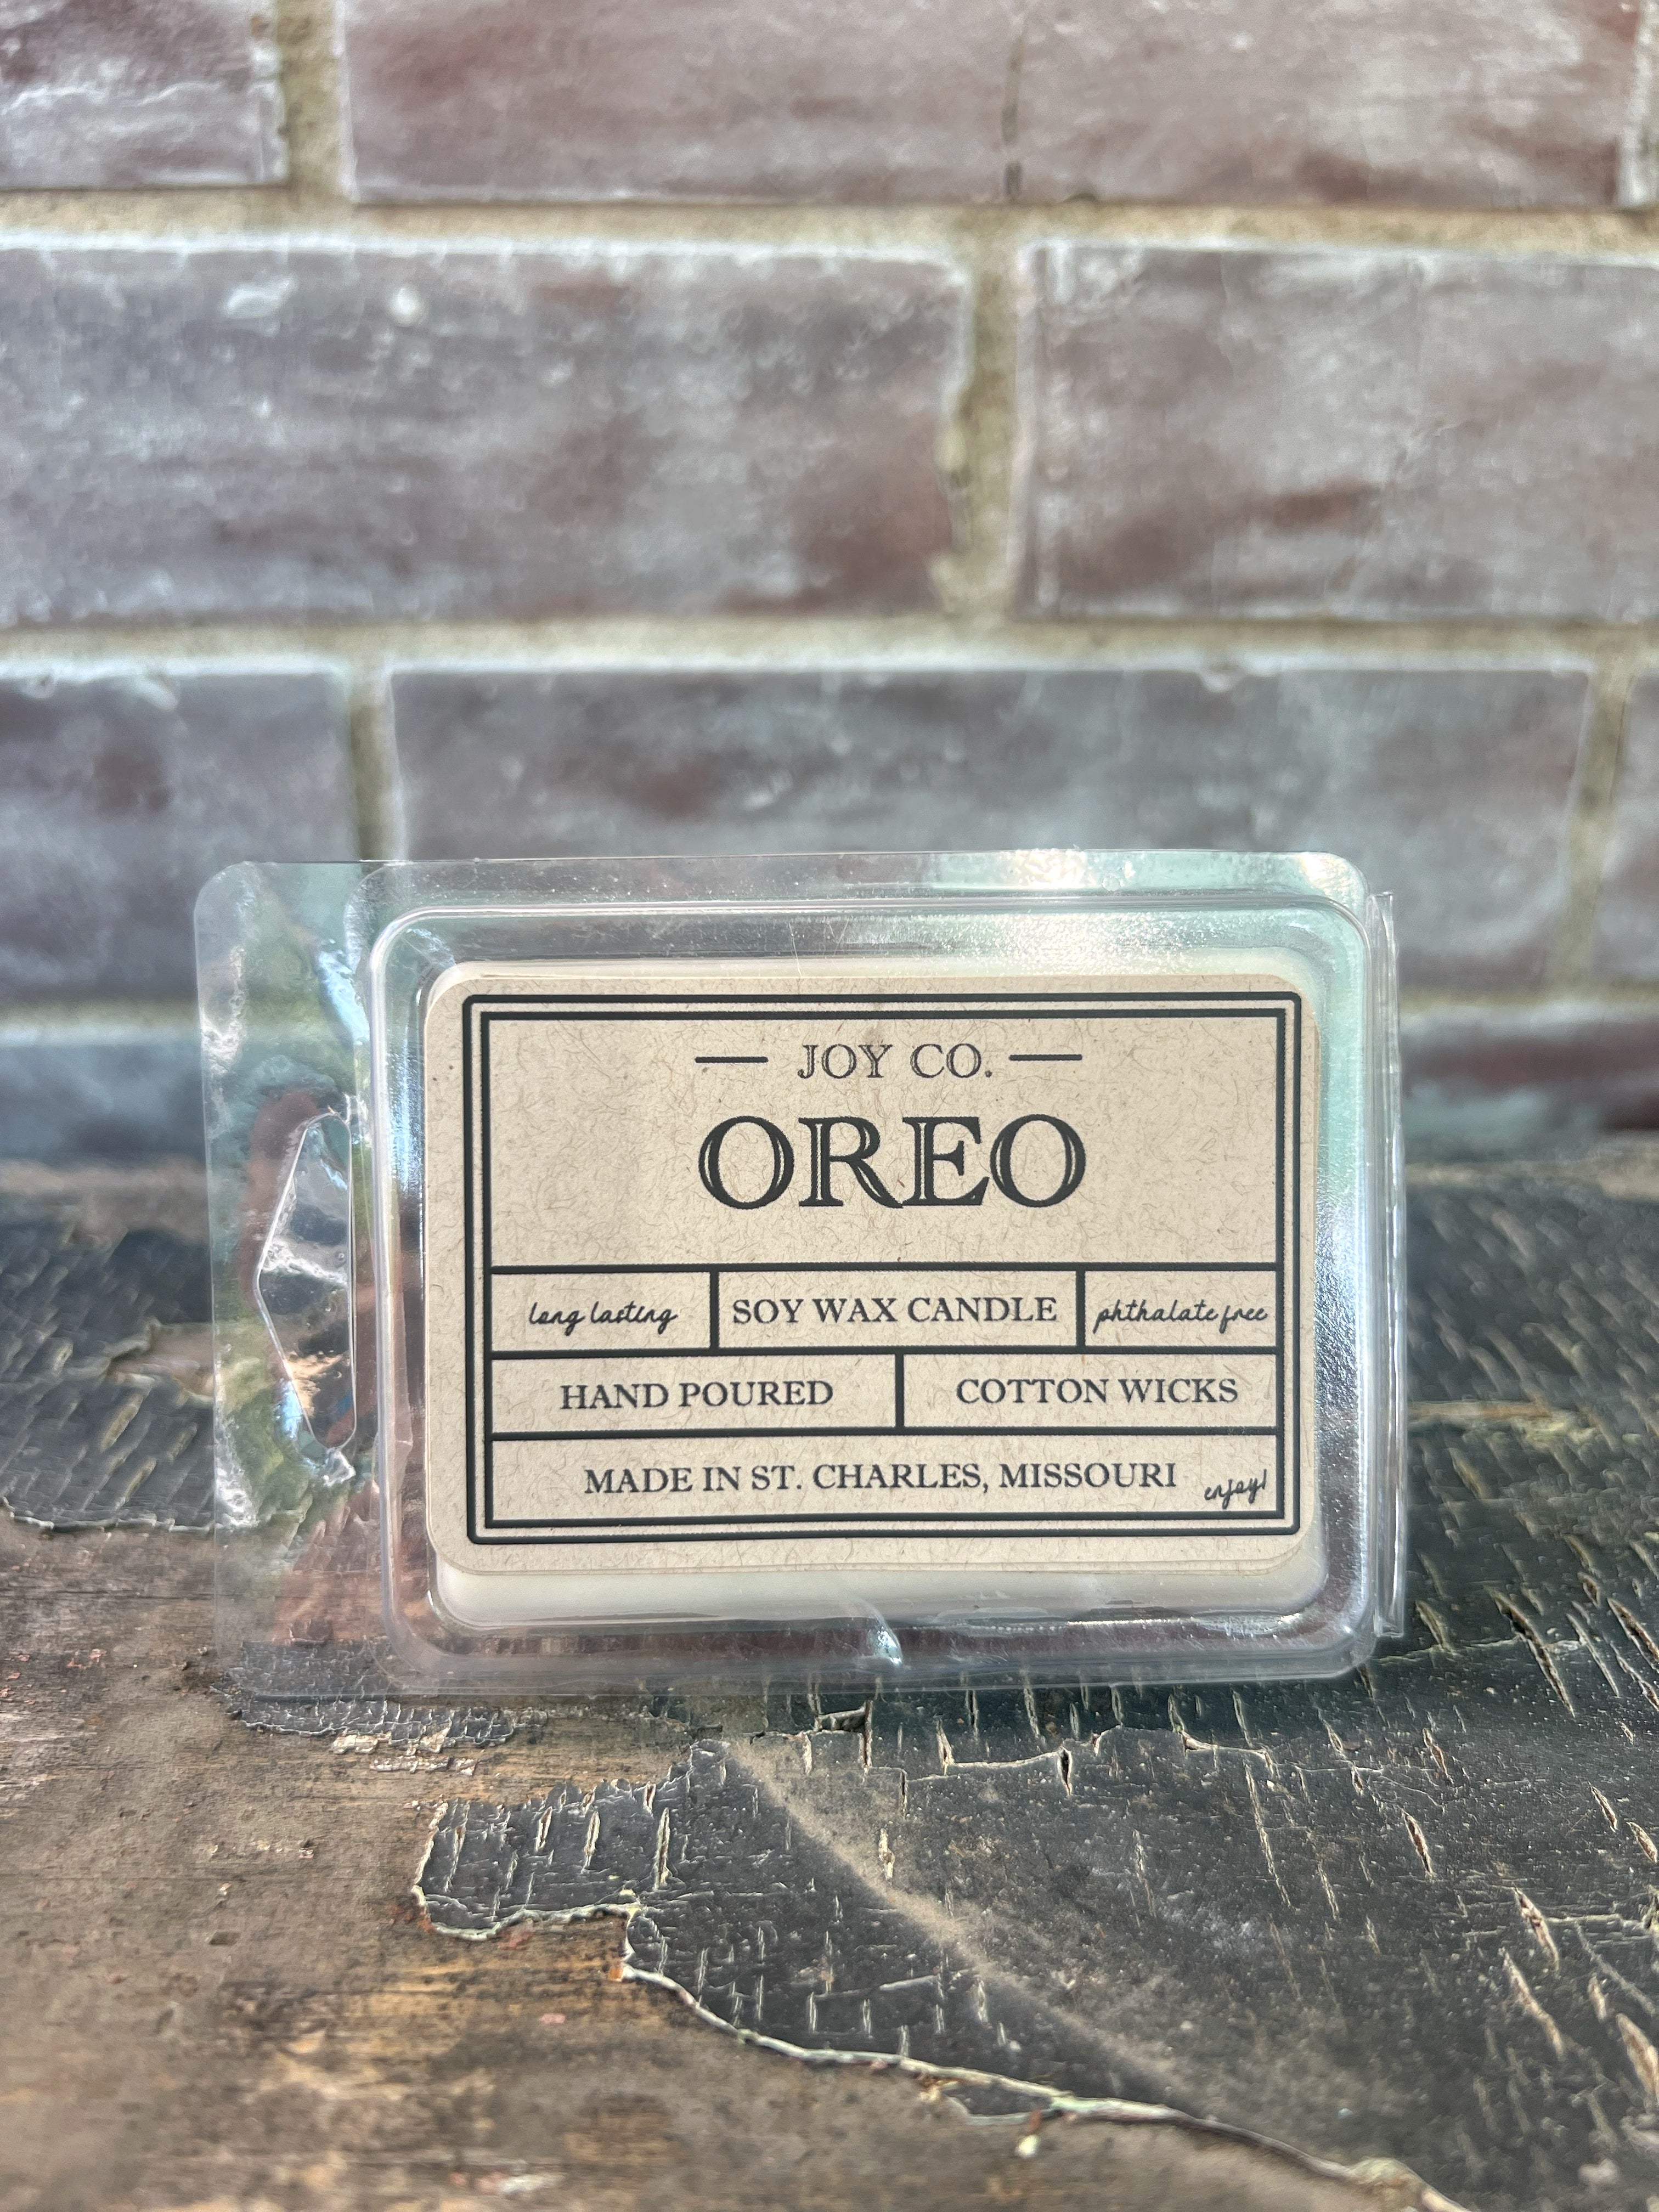 — JOY CO. —
OREO
long lasting
SOY WAX CANDLE
phthalate free
HAND POURED
COTTON WICKS
MADE IN ST. CHARLES, MISSOURI
enjoy!